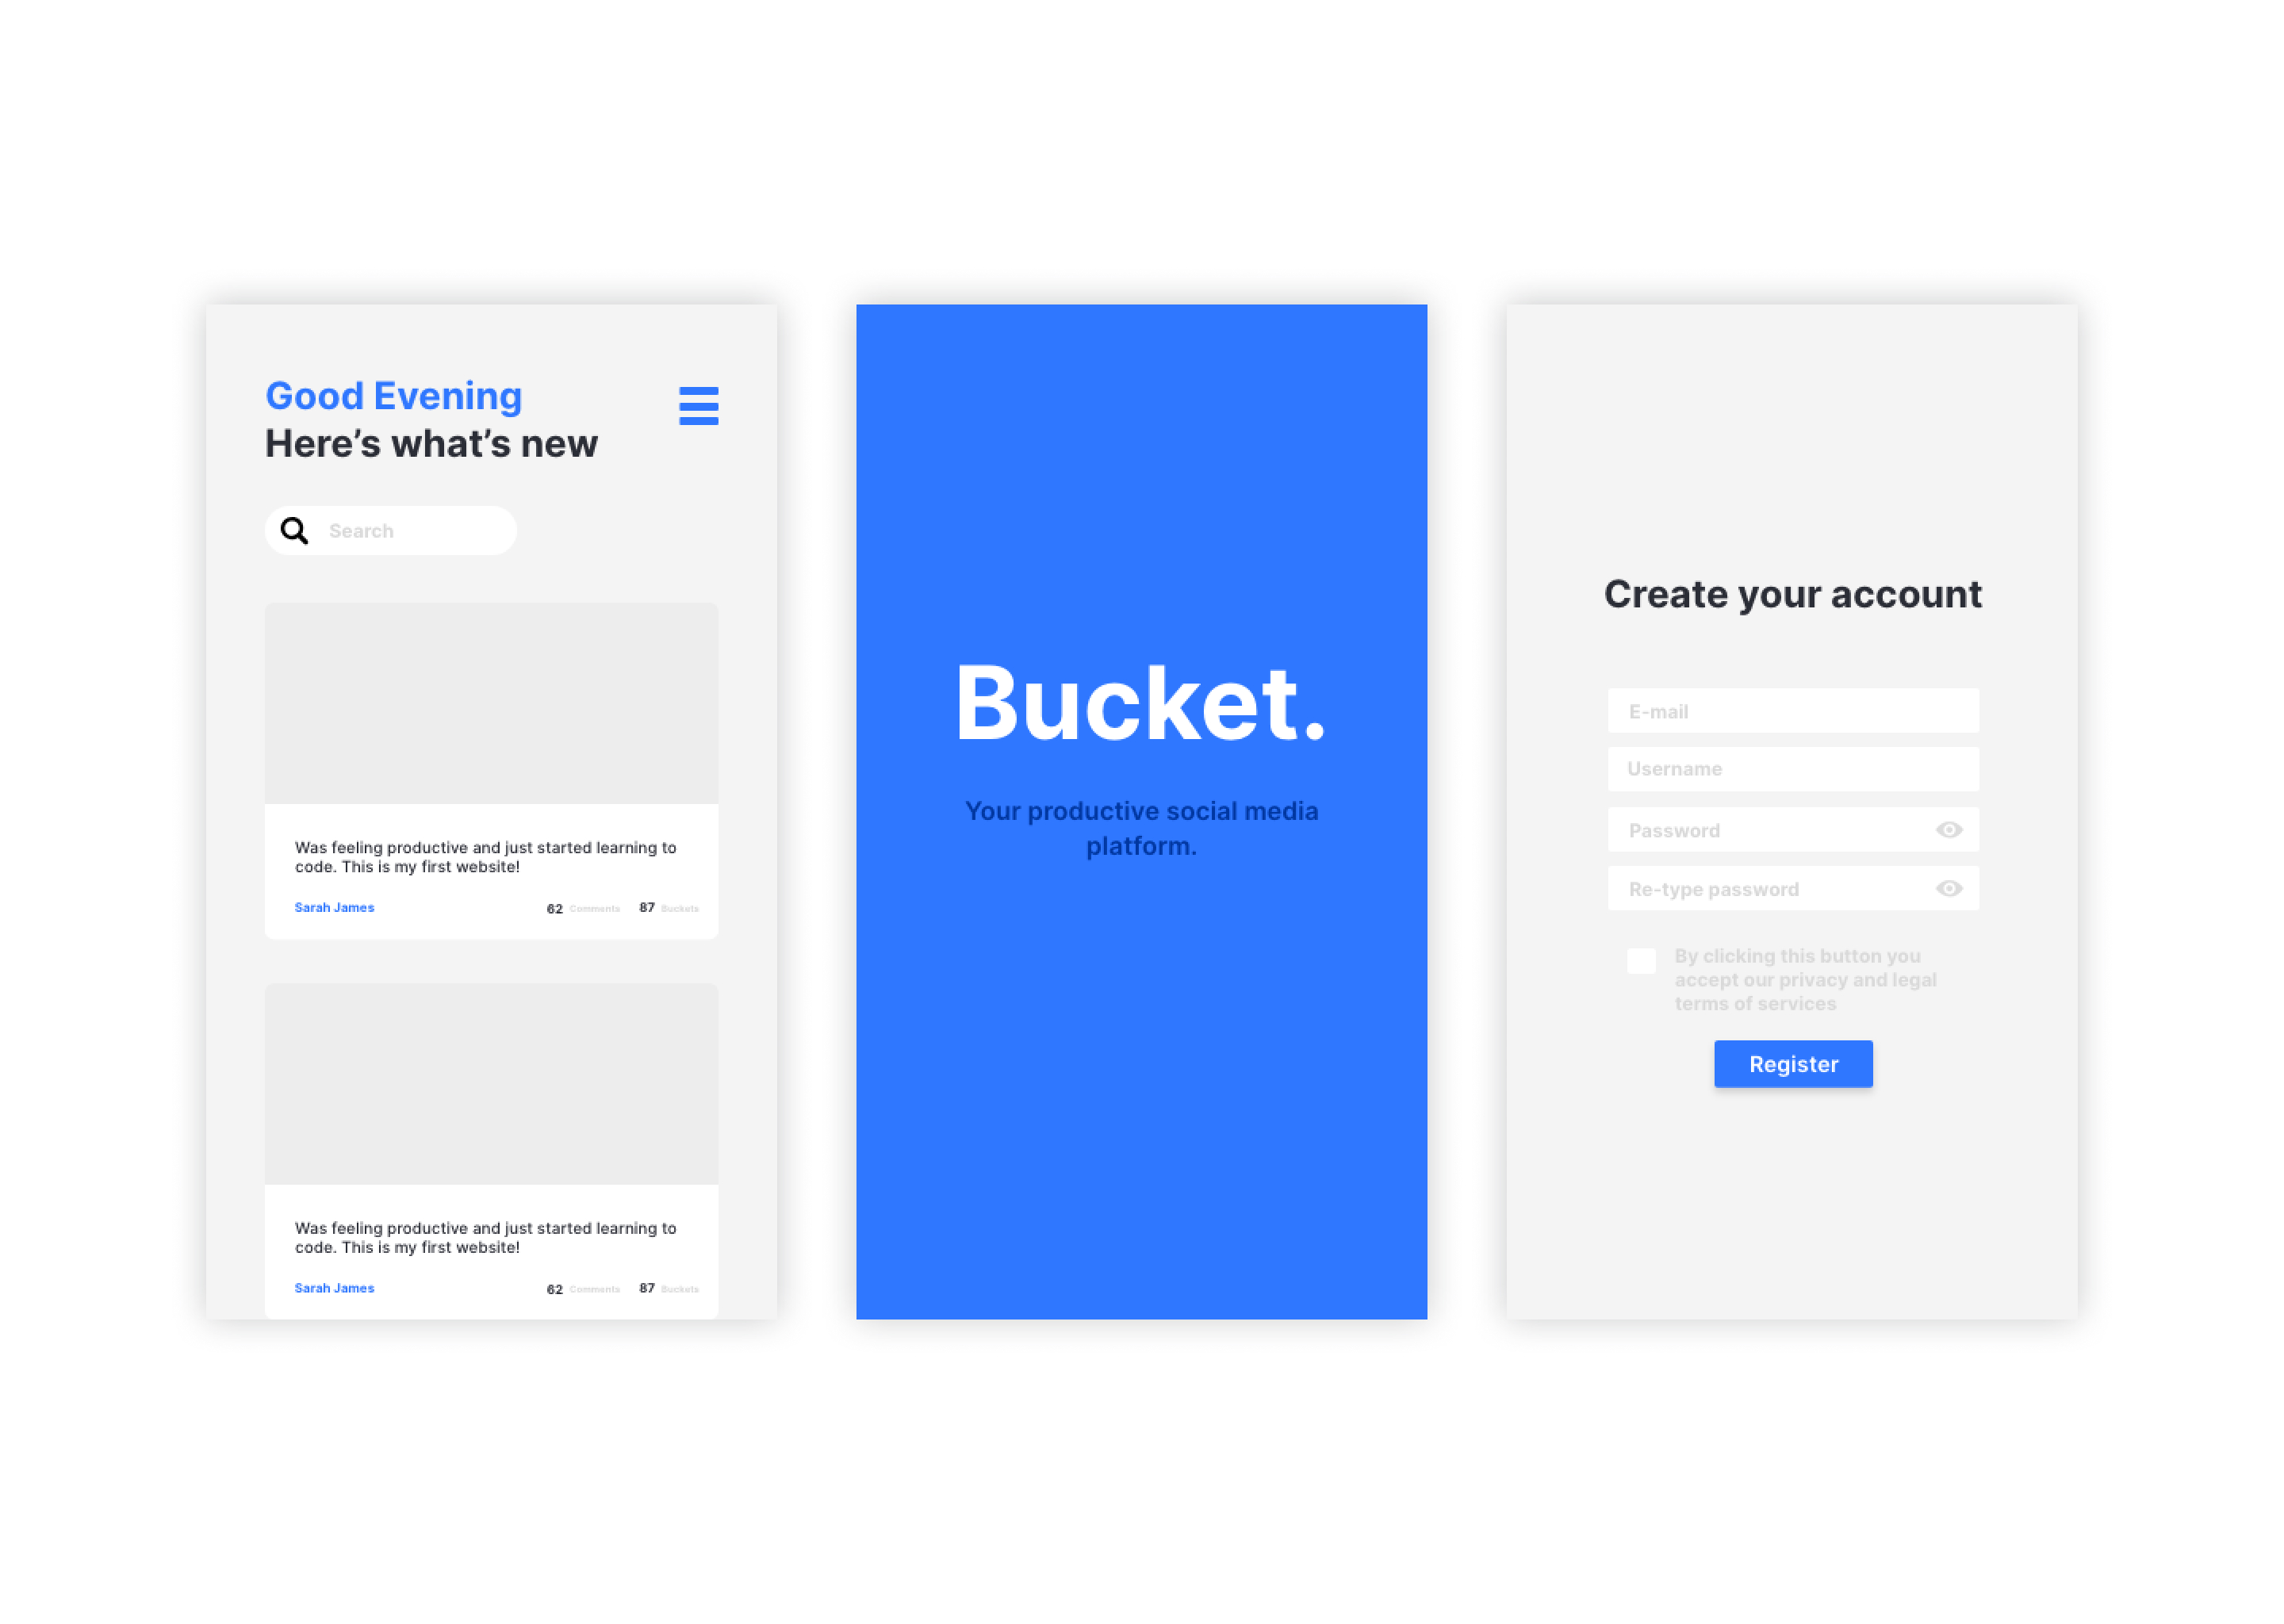 Good Evening
Here’s what’s new
Search
Was feeling productive and just started learning to
code. This is my first website!
Sarah James
62 Comments
87 Buckets
Was feeling productive and just started learning to
code. This is my first website!
Sarah James
62 Comments
87 Buckets
Bucket.
Your productive social media
platform.
Create your account
E-mail
Username
Password
Re-type password
By clicking this button you
accept our privacy and legal
terms of services
Register